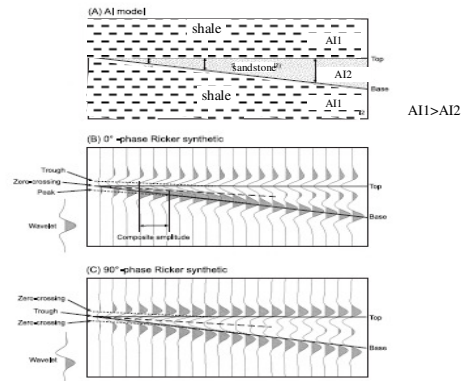 (A) AI model
shale
AI1
Top
sandstone
AI2
Base
shale
AI1
AI1>AI2
(B) 0°-phase Ricker synthetic
Trough
Zero-crossing
Peak
Top
Wavelet
Base
Composite amplitude
(C) 90°-phase Ricker synthetic
Zero-crossing
Trough
Zero-crossing
Top
Base
Wavelet